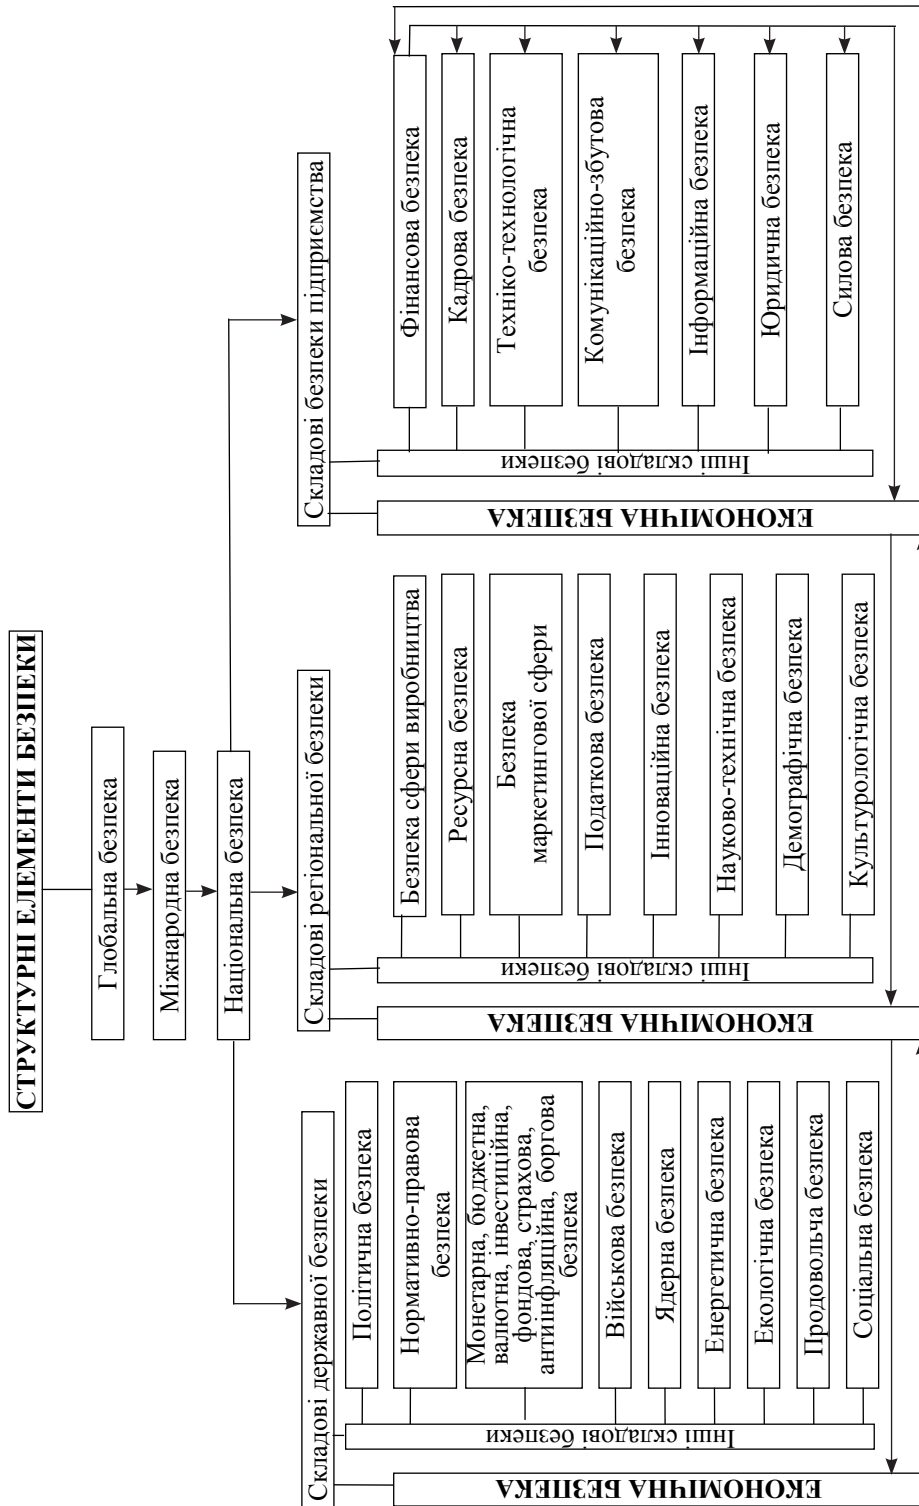 СТРУКТУРНІ ЕЛЕМЕНТИ БЕЗПЕКИ
Глобальна безпека
Міжнародна безпека
Національна безпека
Складові державної безпеки
ЕКОНОМІЧНА БЕЗПЕКА
Інші складові безпеки
Політична безпека
Нормативно-правова
безпека
Монетарна, бюджетна,
валютна, інвестиційна,
фондова, страхова,
антиінфляційна, боргова
безпека
Військова безпека
Ядерна безпека
Енергетична безпека
Екологічна безпека
Продовольча безпека
Соціальна безпека
Складові регіональної безпеки
ЕКОНОМІЧНА БЕЗПЕКА
Інші складові безпеки
Безпека сфери виробництва
Ресурсна безпека
Безпека
маркетингової сфери
Податкова безпека
Інноваційна безпека
Науково-технічна безпека
Демографічна безпека
Культурологічна безпека
Складові безпеки підприємства
ЕКОНОМІЧНА БЕЗПЕКА
Інші складові безпеки
Фінансова безпека
Кадрова безпека
Техніко-технологічна
безпека
Комунікаційно-збутова
безпека
Інформаційна безпека
Юридична безпека
Силова безпека